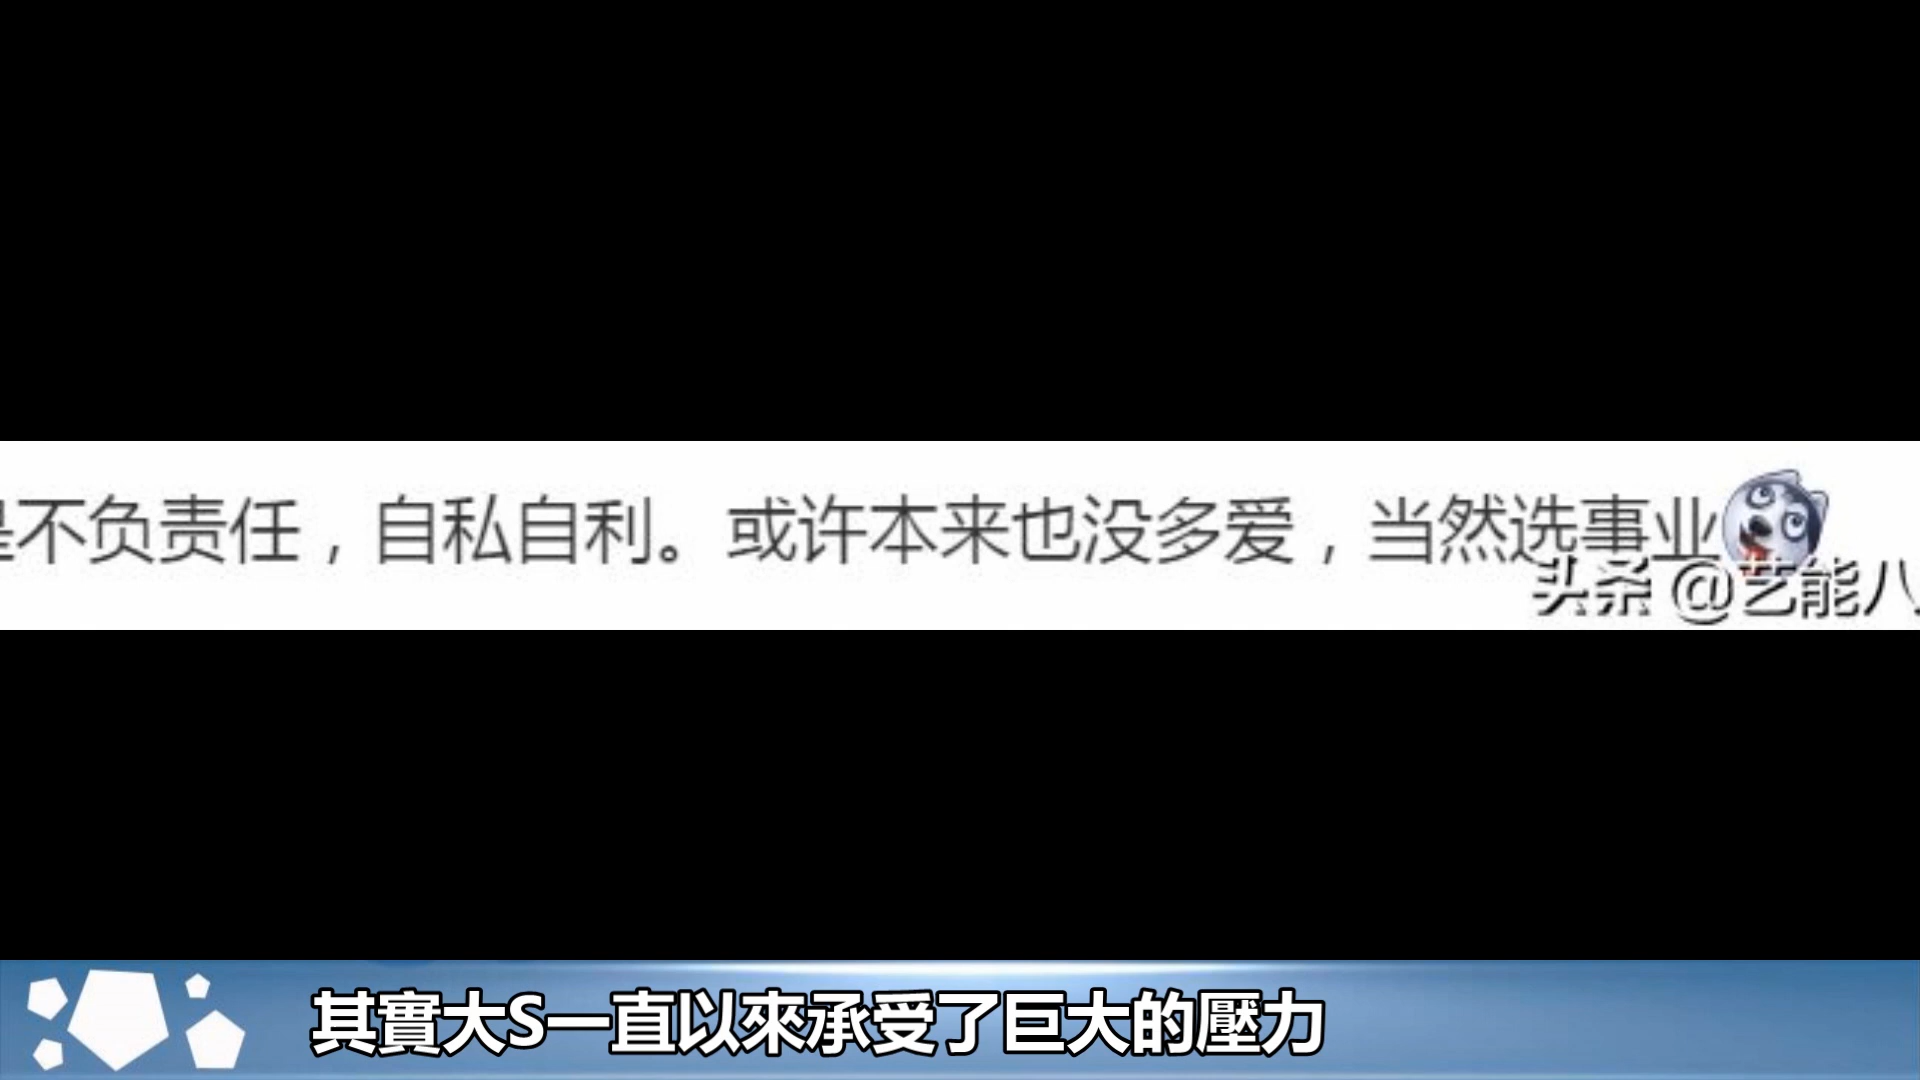 是不负责任，自私自利。或许本来也没多爱，当然选事业
头条 @艺能八
其實大S一直以來承受了巨大的壓力